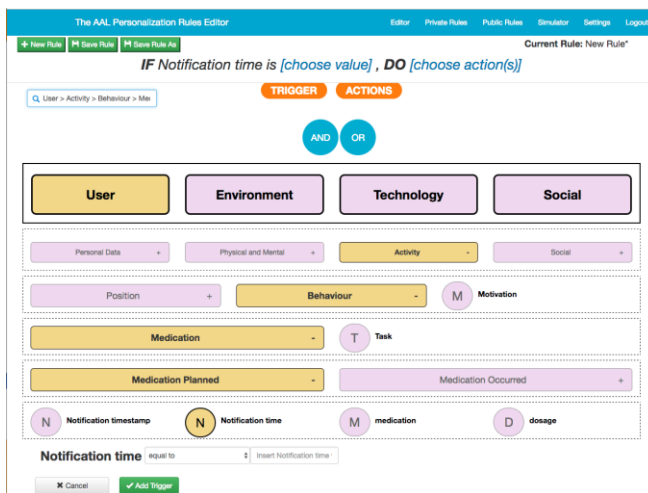 The AAL Personalization Rules Editor Editor Private Rules Public Rules Simulator Settings Logout
+ New Rule Save Rule Save Rule As Current Rule: New Rule*
IF Notification time is [choose value] , DO [choose action(s)]
User > Activity > Behaviour > Me
TRIGGER ACTIONS
AND OR
User Environment Technology Social
Personal Data + Physical and Mental + Activity - Social +
Position + Behaviour - M Motivation
Medication - T Task
Medication Planned - Medication Occurred +
N Notification timestamp N Notification time M medication D dosage
Notification time equal to Insert Notification time
Cancel Add Trigger